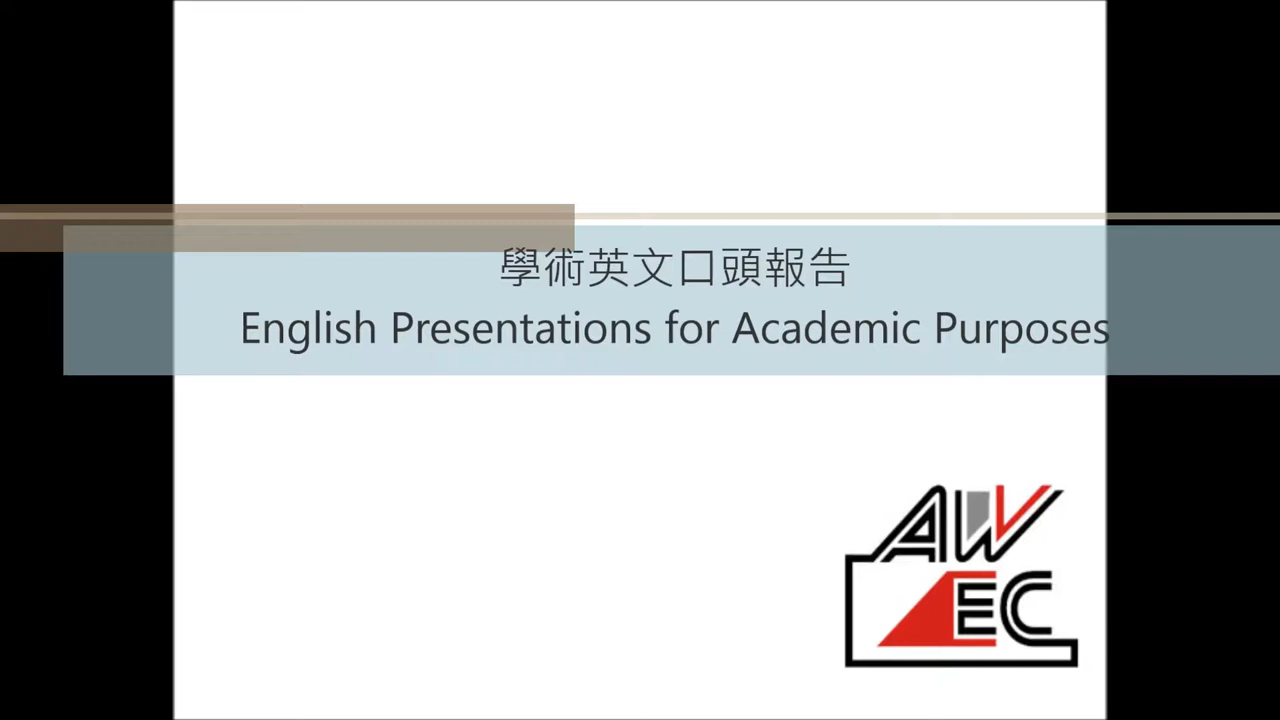 學術英文口頭報告
English Presentations for Academic Purposes
AW
EC